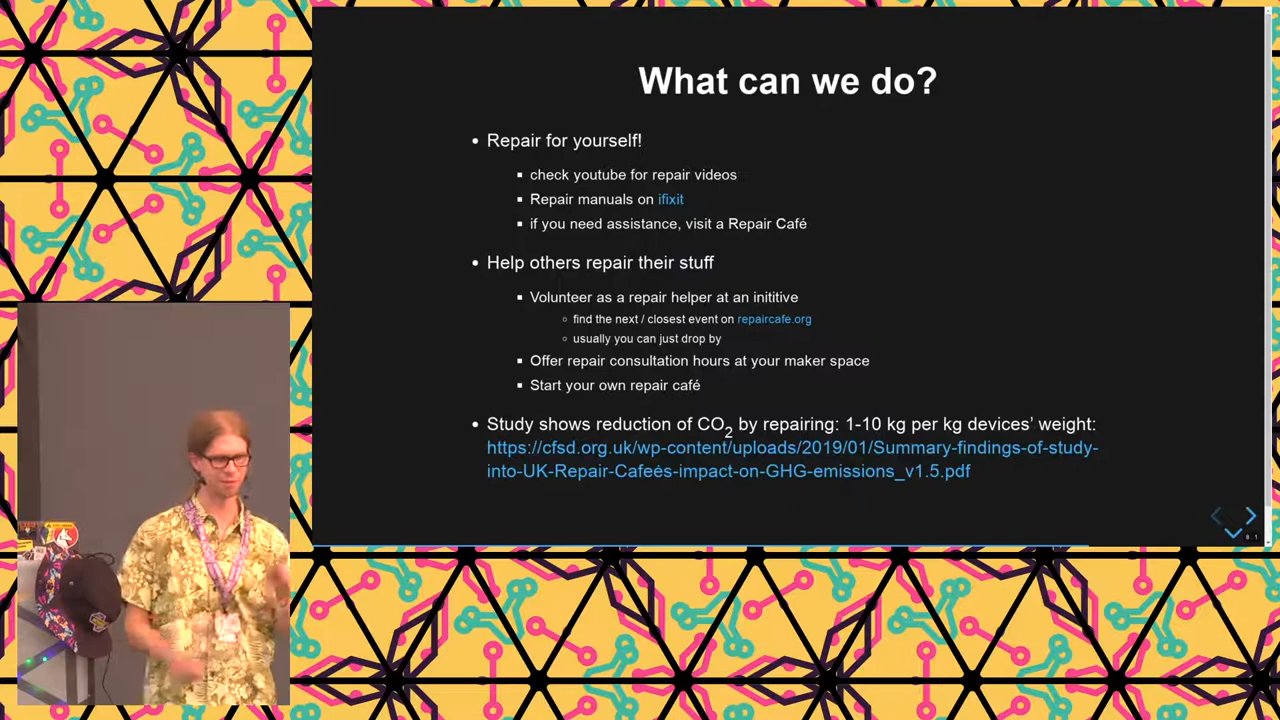 What can we do?
Repair for yourself!
check youtube for repair videos
Repair manuals on ifixit
if you need assistance, visit a Repair Café
Help others repair their stuff
Volunteer as a repair helper at an inititive
find the next / closest event on repaircafe.org
usually you can just drop by
Offer repair consultation hours at your maker space
Start your own repair café
Study shows reduction of CO2 by repairing: 1-10 kg per kg devices’ weight:
https://cfsd.org.uk/wp-content/uploads/2019/01/Summary-findings-of-study-
into-UK-Repair-Cafeés-impact-on-GHG-emissions_v1.5.pdf
8.1